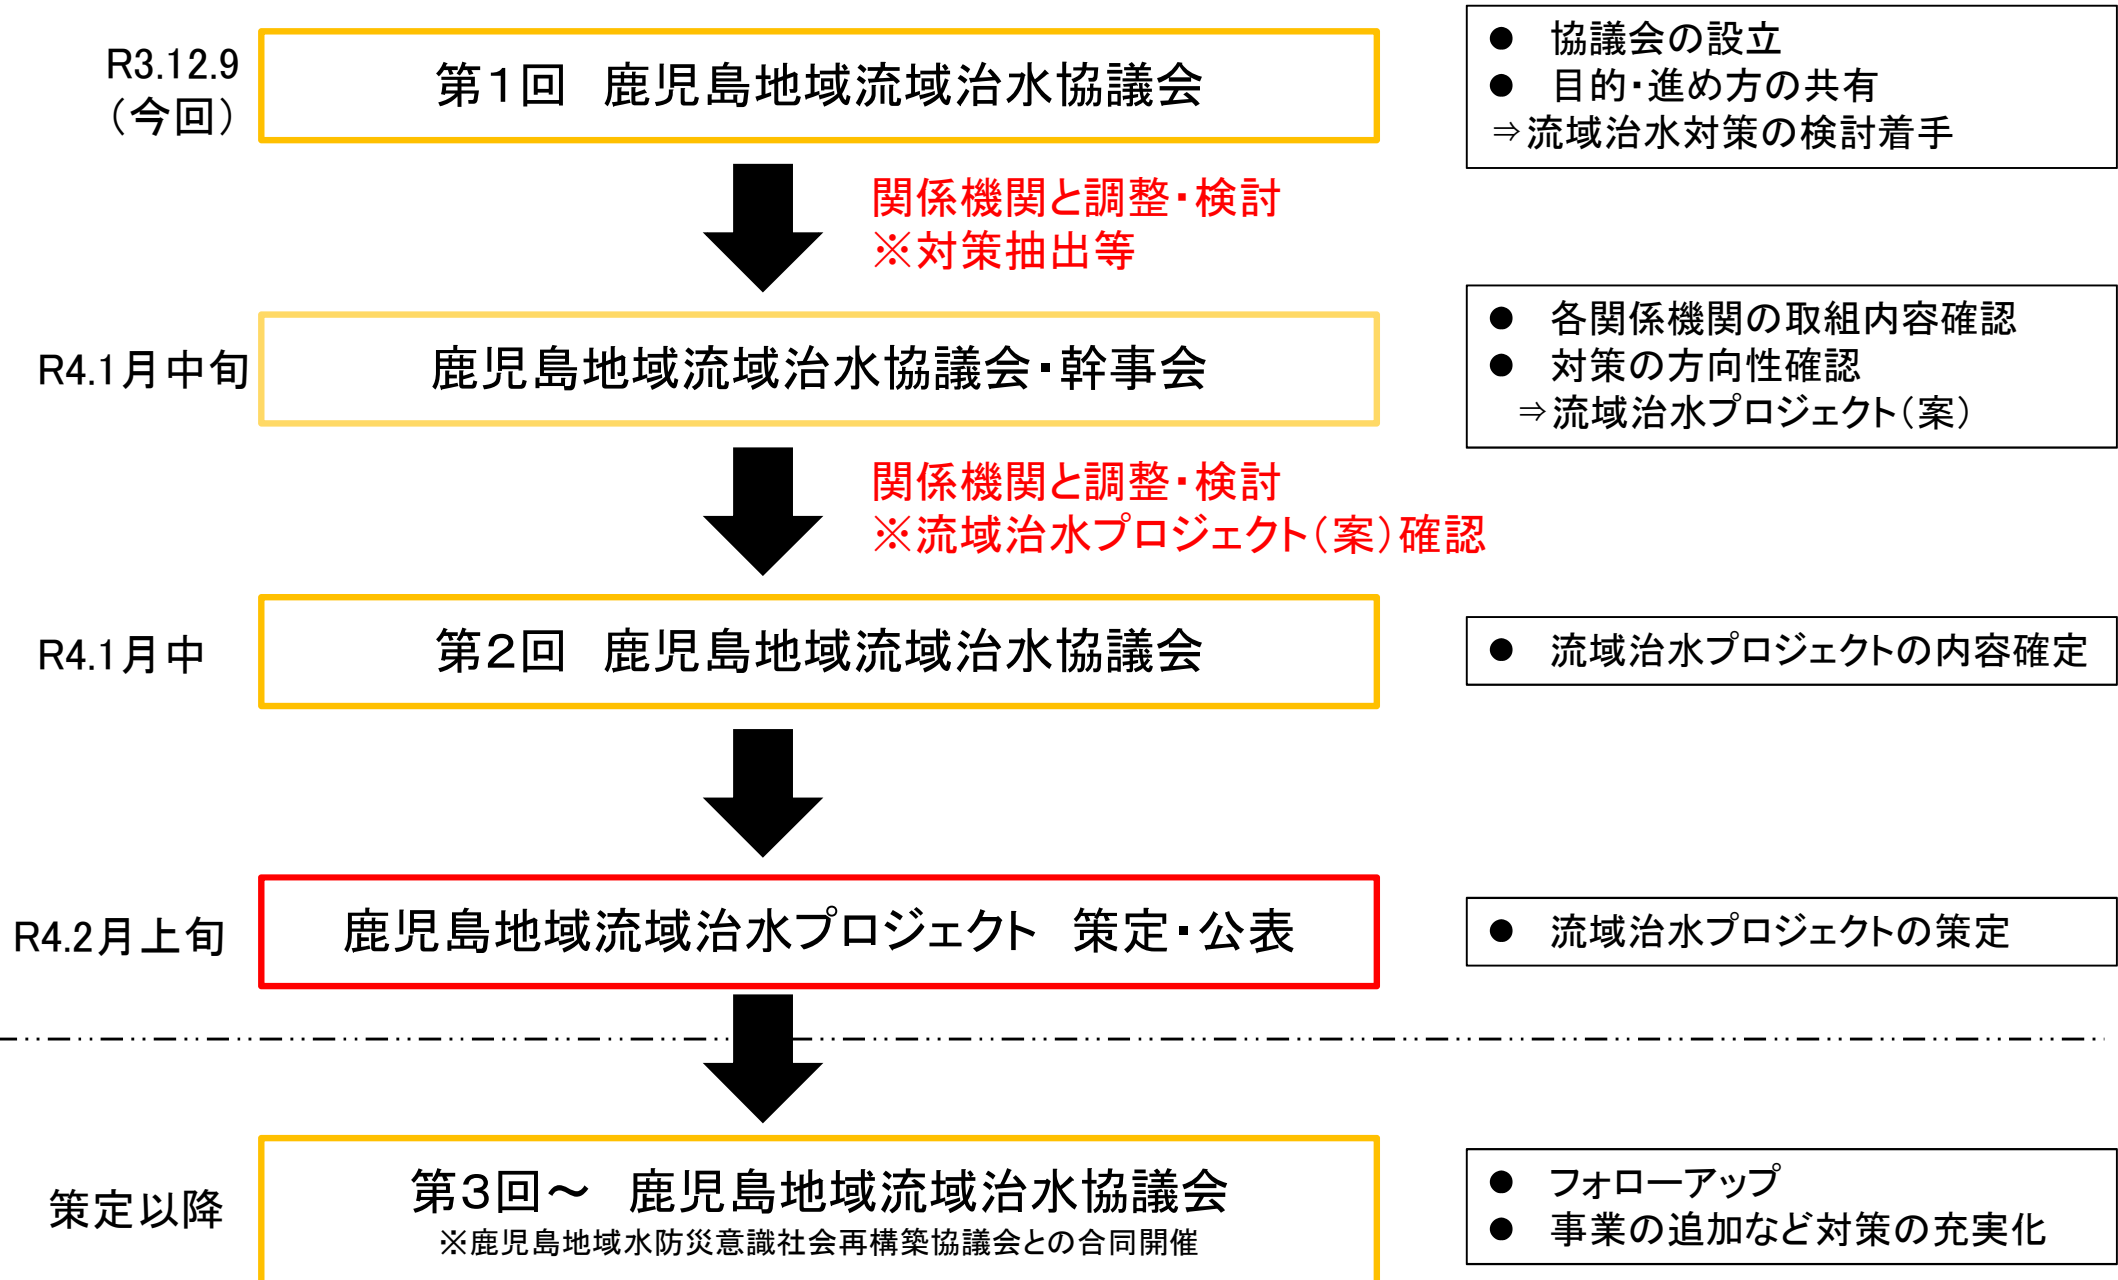 R3.12.9
（今回）
第１回　鹿児島地域流域治水協議会
●　協議会の設立
●　目的・進め方の共有
⇒流域治水対策の検討着手
関係機関と調整・検討
※対策抽出等
R4.1月中旬
鹿児島地域流域治水協議会・幹事会
●　各関係機関の取組内容確認
●　対策の方向性確認
⇒流域治水プロジェクト（案）
関係機関と調整・検討
※流域治水プロジェクト（案）確認
R4.1月中
第２回　鹿児島地域流域治水協議会
●　流域治水プロジェクトの内容確定
R4.2月上旬
鹿児島地域流域治水プロジェクト　策定・公表
●　流域治水プロジェクトの策定
策定以降
第３回～　鹿児島地域流域治水協議会
※鹿児島地域水防災意識社会再構築協議会との合同開催
●　フォローアップ
●　事業の追加など対策の充実化